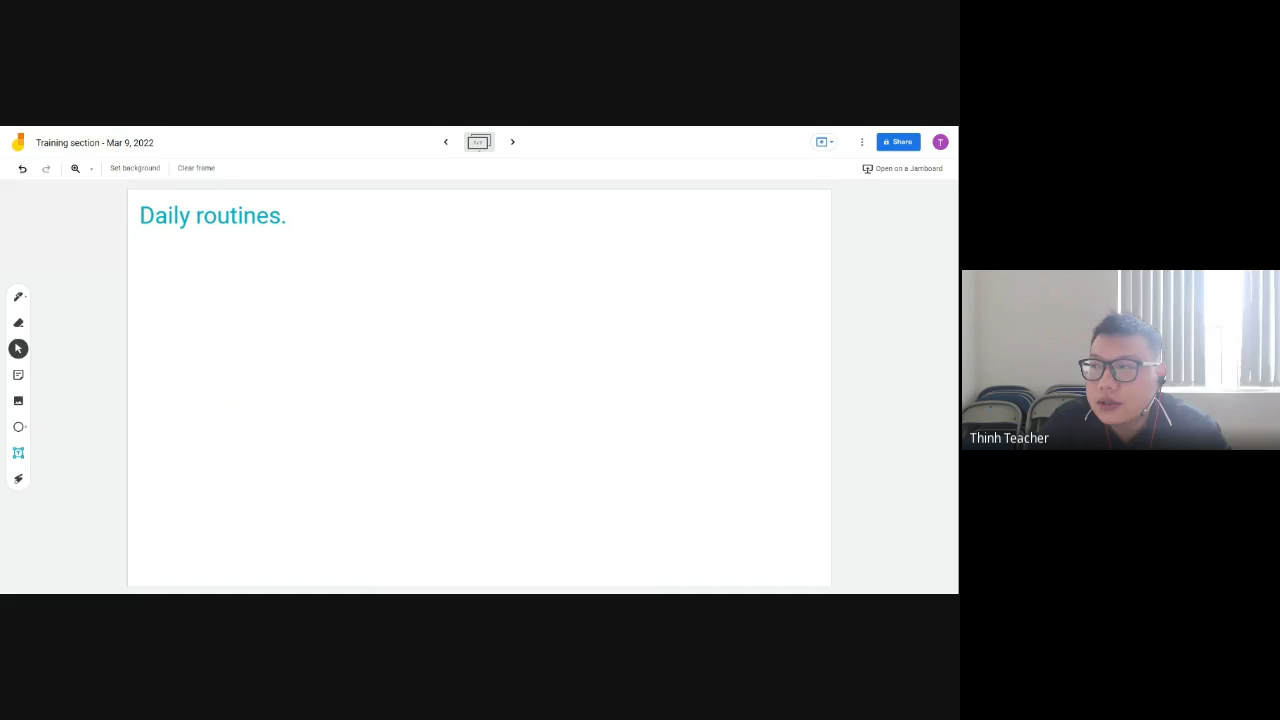 Training section - Mar 9, 2022
Share
T
Set background
Clear frame
Open on a Jamboard
Daily routines.
Thinh Teacher